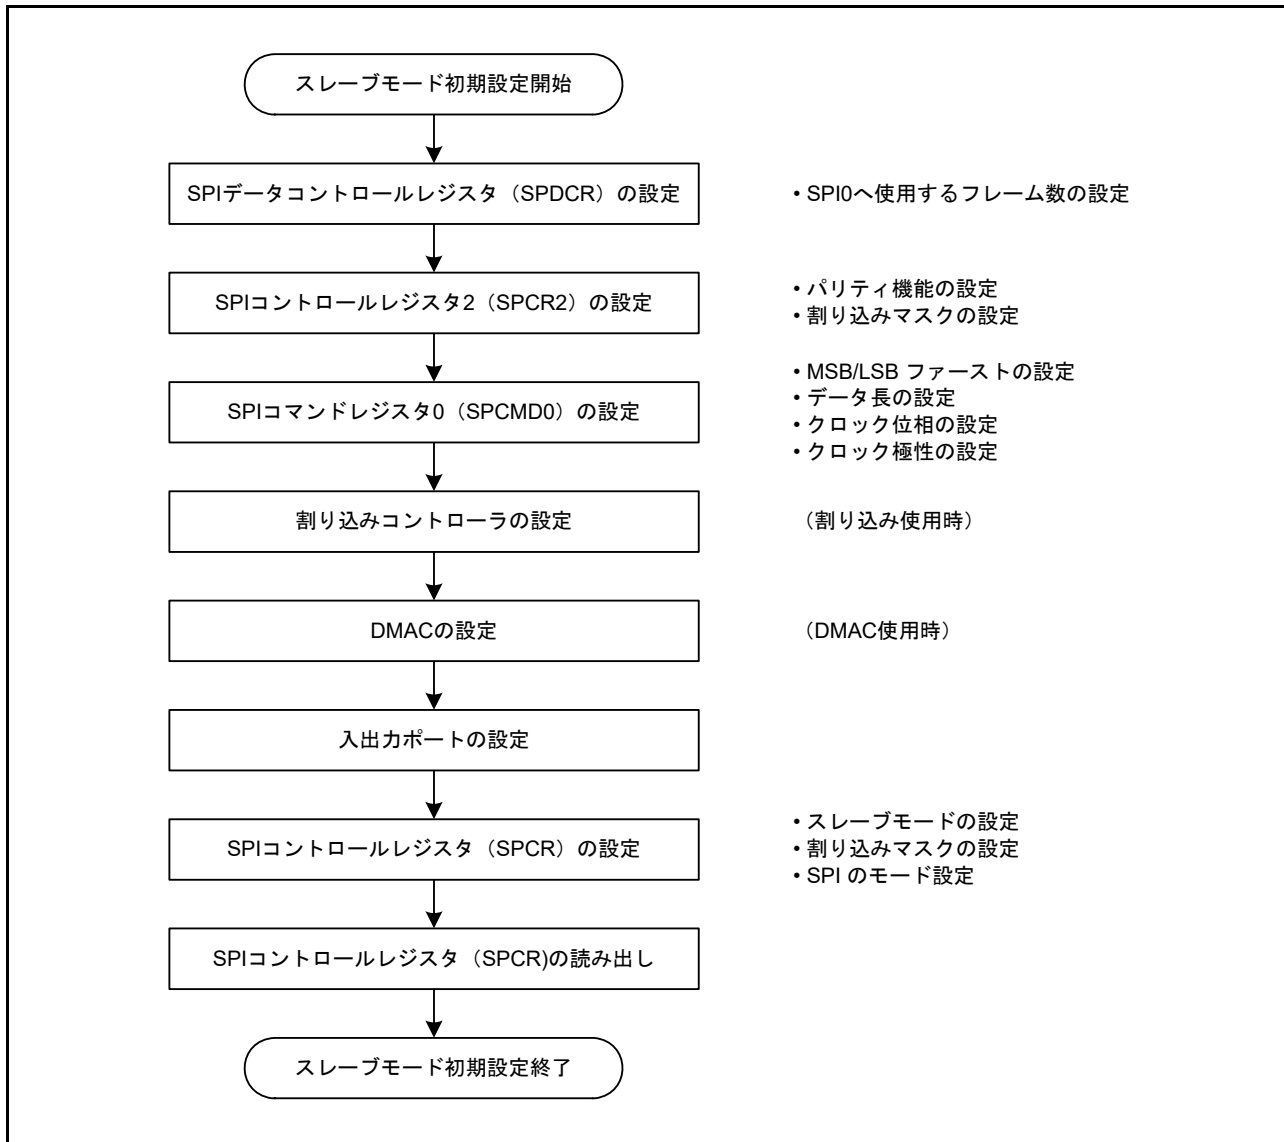 スレーブモード初期設定開始
SPIデータコントロールレジスタ（SPDCR）の設定
• SPI0へ使用するフレーム数の設定
SPIコントロールレジスタ2（SPCR2）の設定
• パリティ機能の設定
• 割り込みマスクの設定
SPIコマンドレジスタ0（SPCMD0）の設定
• MSB/LSB ファーストの設定
• データ長の設定
• クロック位相の設定
• クロック極性の設定
割り込みコントローラの設定
（割り込み使用時）
DMACの設定
（DMAC使用時）
入出力ポートの設定
SPIコントロールレジスタ（SPCR）の設定
• スレーブモードの設定
• 割り込みマスクの設定
• SPI のモード設定
SPIコントロールレジスタ（SPCR)の読み出し
スレーブモード初期設定終了